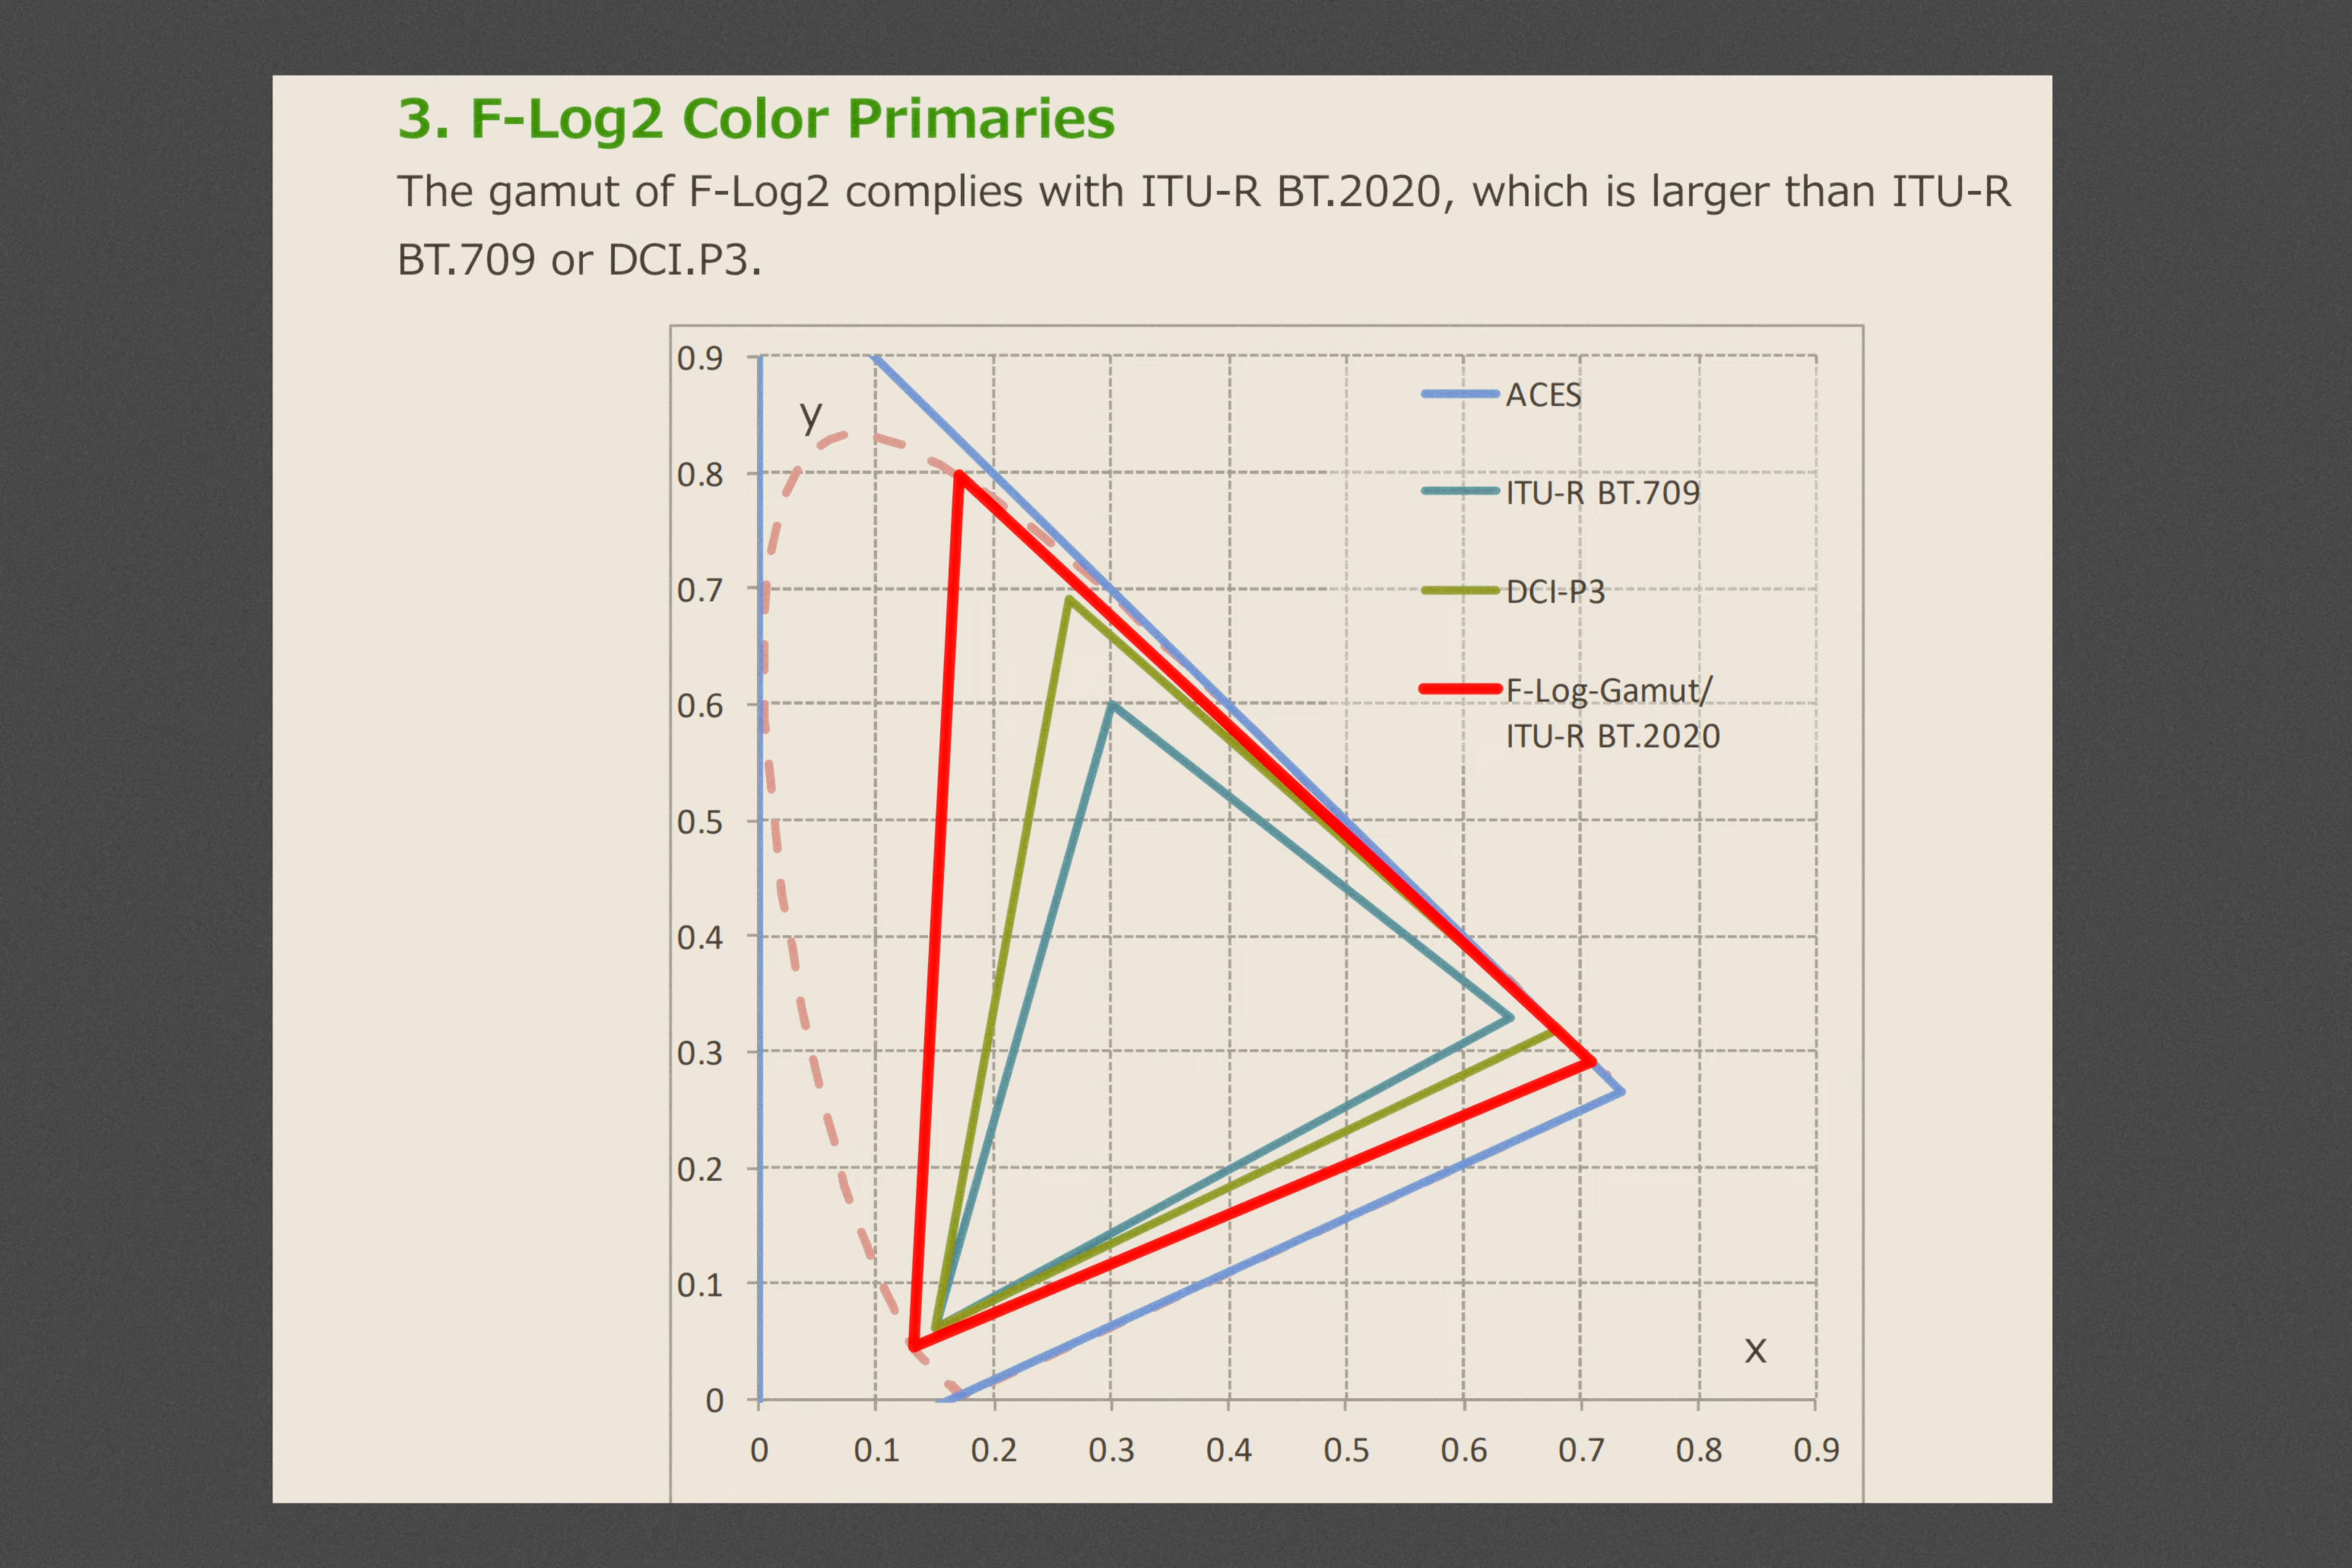 3. F-Log2 Color Primaries
The gamut of F-Log2 complies with ITU-R BT.2020, which is larger than ITU-R
BT.709 or DCI.P3.
0.9
y
ACES
0.8
ITU-R BT.709
0.7
DCI-P3
0.6
F-Log-Gamut/
ITU-R BT.2020
0.5
0.4
0.3
0.2
0.1
x
0
0 0.1 0.2 0.3 0.4 0.5 0.6 0.7 0.8 0.9